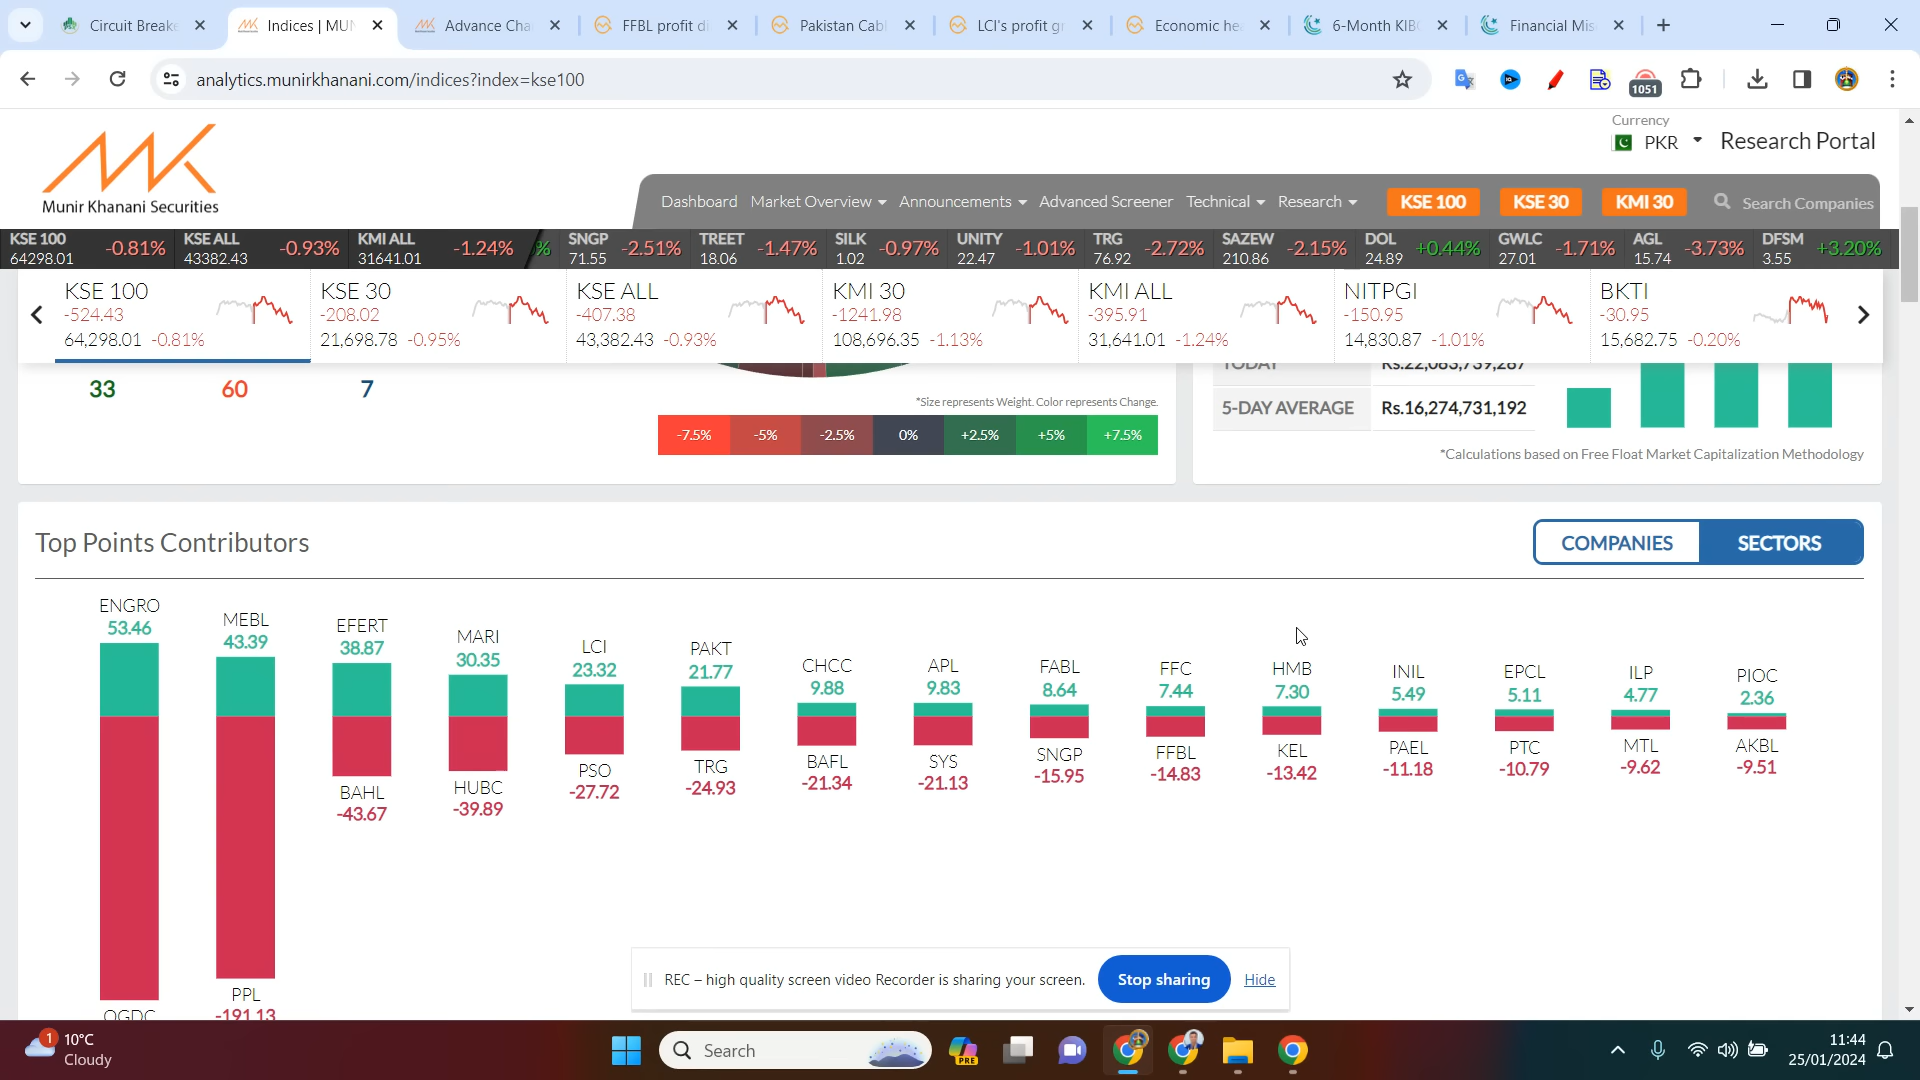 Circuit Breake
Indices | MUN
Advance Cha
FFBL profit di
Pakistan Cabl
LCI's profit gr
Economic he
6-Month KIBO
Financial Mis
analytics.munirkhanani.com/indices?index=kse100
1051
Munir Khanani Securities
Currency
PKR
Research Portal
Dashboard Market Overview Announcements Advanced Screener Technical Research KSE 100 KSE 30 KMI 30 Search Companies
KSE 100 64298.01 -0.81%
KSE ALL 43382.43 -0.93%
KMI ALL 31641.01 -1.24%
%
SNGP 71.55 -2.51%
TREET 18.06 -1.47%
SILK 1.02 -0.97%
UNITY 22.47 -1.01%
TRG 76.92 -2.72%
SAZEW 210.86 -2.15%
DOL 24.89 +0.44%
GWLC 27.01 -1.71%
AGL 15.74 -3.73%
DFSM 3.55 +3.20%
KSE 100
-524.43
64,298.01 -0.81%
KSE 30
-208.02
21,698.78 -0.95%
KSE ALL
-407.38
43,382.43 -0.93%
KMI 30
-1241.98
108,696.35 -1.13%
KMI ALL
-395.91
31,641.01 -1.24%
NITPGI
-150.95
14,830.87 -1.01%
BKTI
-30.95
15,682.75 -0.20%
33 60 7
*Size represents Weight. Color represents Change.
-7.5% -5% -2.5% 0% +2.5% +5% +7.5%
TODAY Rs.22,083,739,287
5-DAY AVERAGE Rs.16,274,731,192
*Calculations based on Free Float Market Capitalization Methodology
Top Points Contributors
COMPANIES SECTORS
ENGRO
53.46
MEBL
43.39
EFERT
38.87
MARI
30.35
LCI
23.32
PAKT
21.77
CHCC
9.88
APL
9.83
FABL
8.64
FFC
7.44
HMB
7.30
INIL
5.49
EPCL
5.11
ILP
4.77
PIOC
2.36
OGDC
PPL
-191.13
BAHL
-43.67
HUBC
-39.89
PSO
-27.72
TRG
-24.93
BAFL
-21.34
SYS
-21.13
SNGP
-15.95
FFBL
-14.83
KEL
-13.42
PAEL
-11.18
PTC
-10.79
MTL
-9.62
AKBL
-9.51
REC – high quality screen video Recorder is sharing your screen. Stop sharing Hide
1
10°C
Cloudy
Search
PRE
11:44
25/01/2024